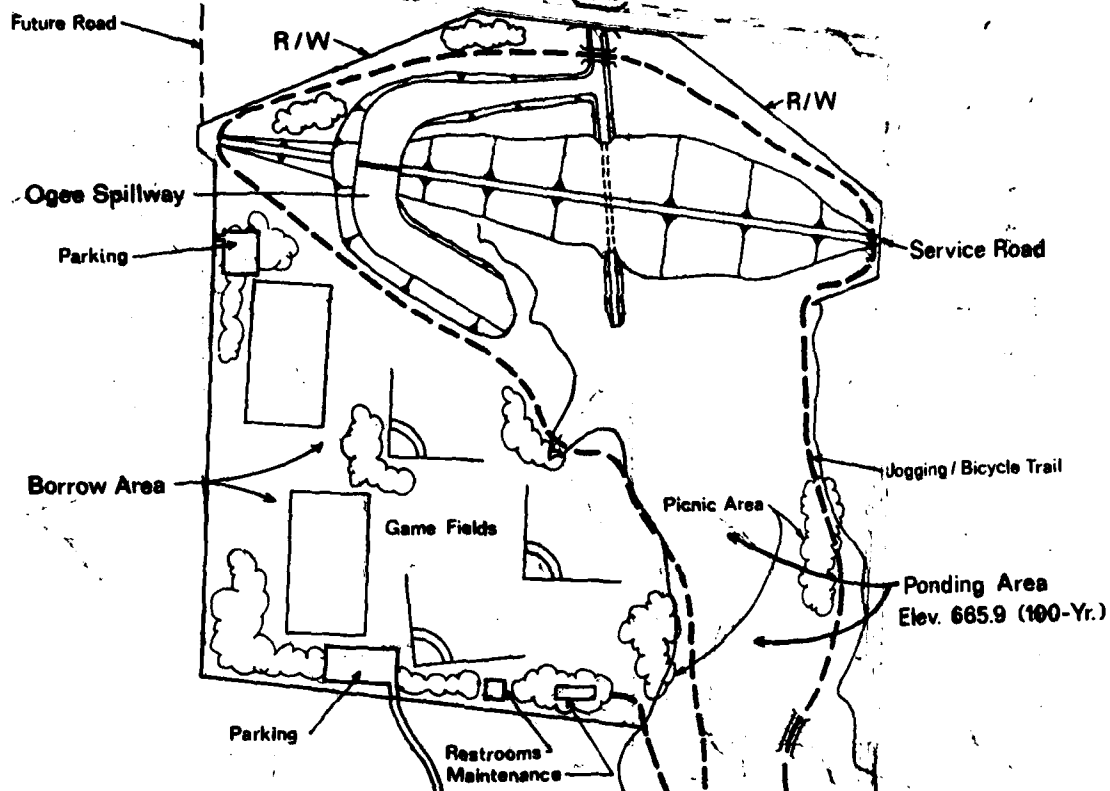 Future Road
R/W
R/W
Ogee Spillway
Parking
Service Road
Jogging/Bicycle Trail
Borrow Area
Picnic Area
Game Fields
Ponding Area
Elev. 665.9 (100-Yr.)
Parking
Restrooms
Maintenance